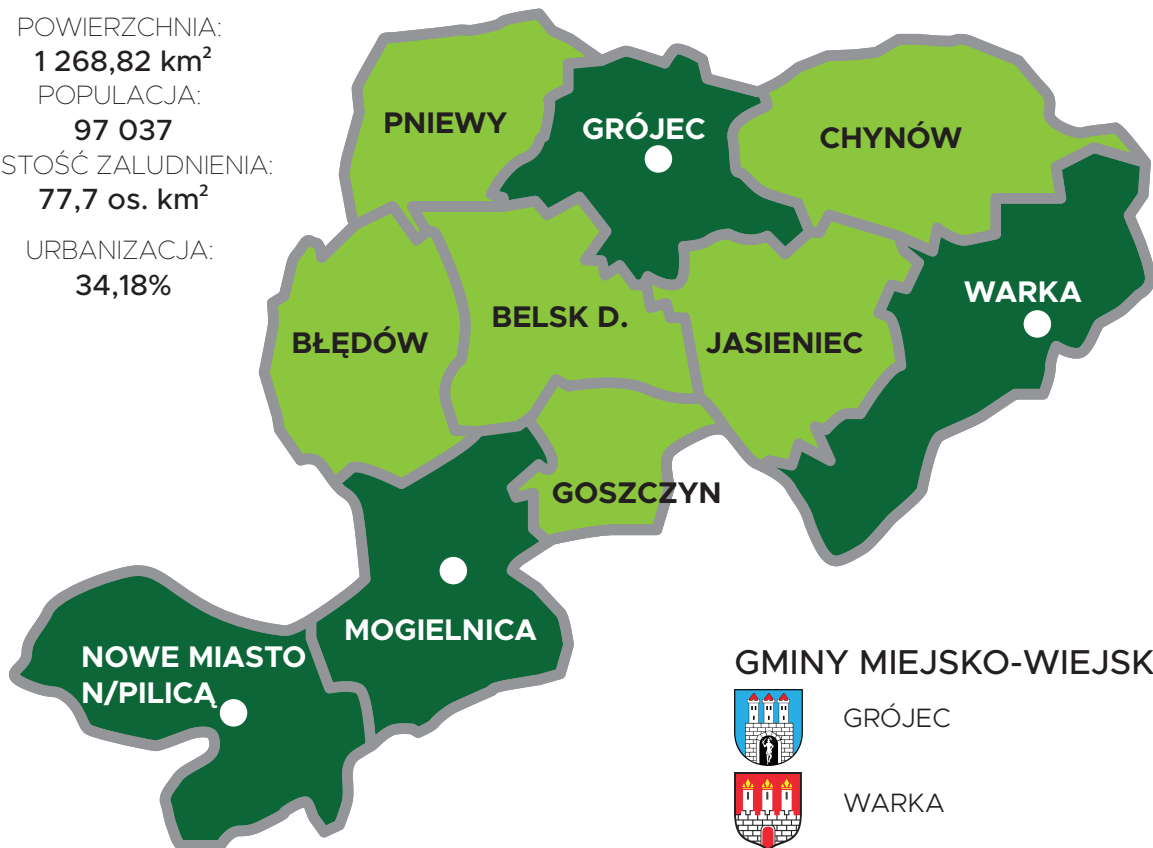 POWIERZCHNIA:
1 268,82 km²
POPULACJA:
97 037
STOŚĆ ZALUDNIENIA:
77,7 os. km²
URBANIZACJA:
34,18%
PNIEWY
GRÓJEC
CHYNÓW
WARKA
BŁĘDÓW
BELSK D.
JASIENIEC
GOSZCZYN
MOGIELNICA
NOWE MIASTO
N/PILICĄ
GMINY MIEJSKO-WIEJSK
GRÓJEC
WARKA